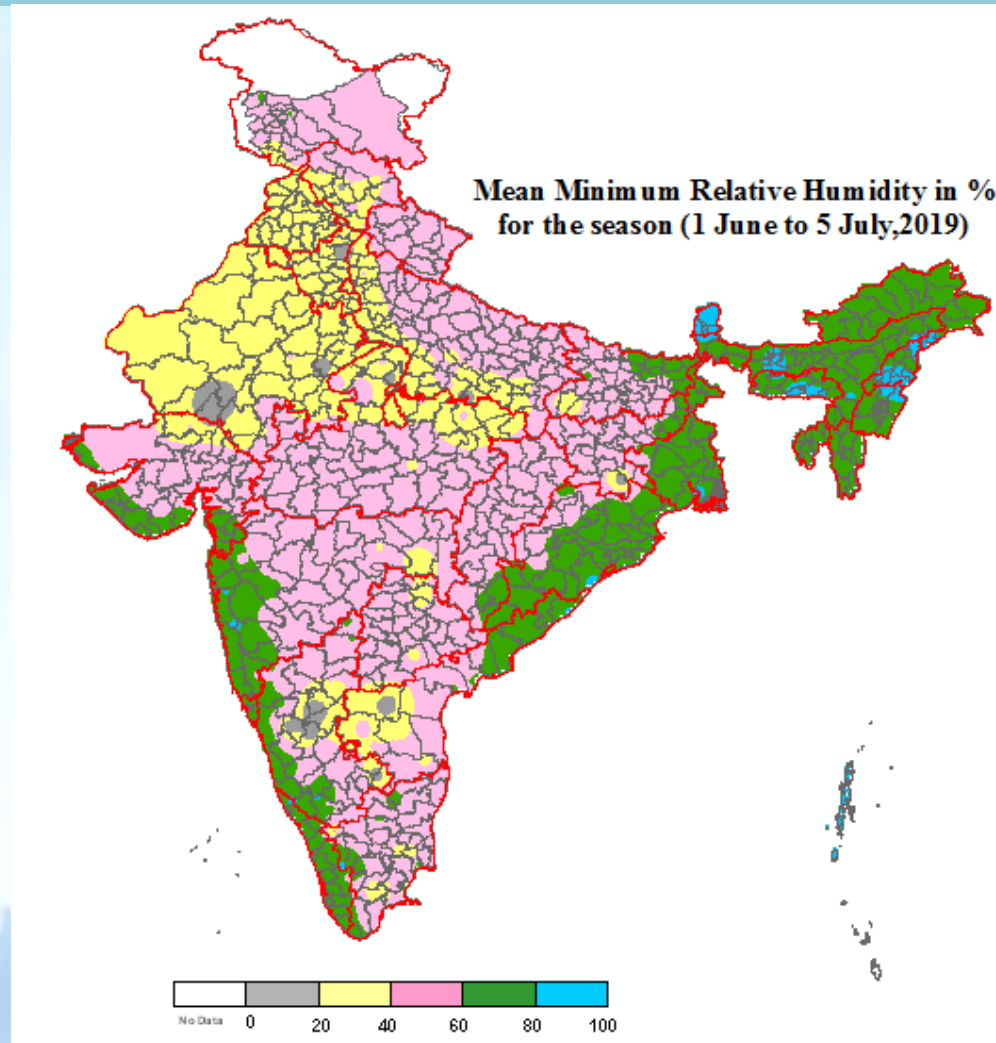 Mean Minimum Relative Humidity in %
for the season (1 June to 5 July,2019)
No Data 0 20 40 60 80 100